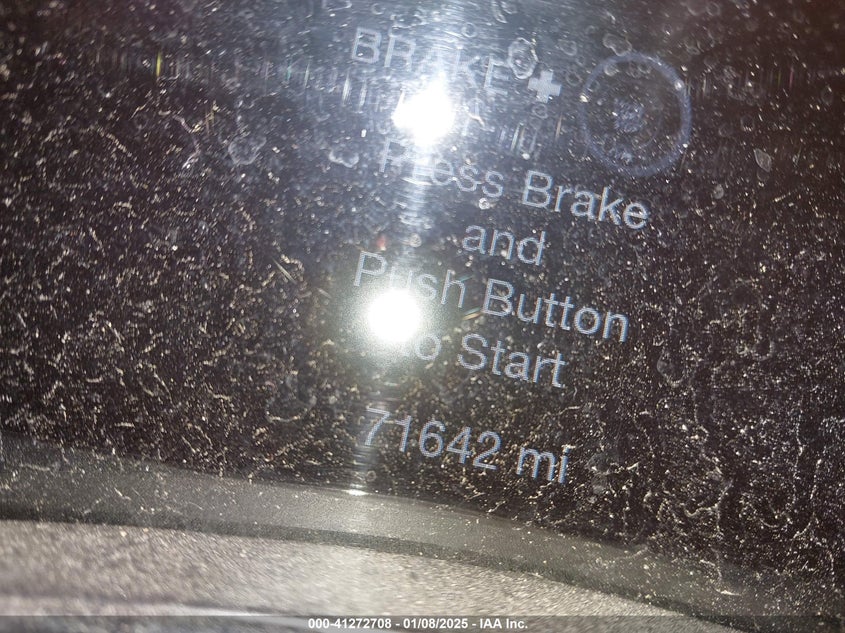 BRAKE +
Press Brake
and
Push Button
to Start
71642 mi
000-41272708 - 01/08/2025 - IAA Inc.